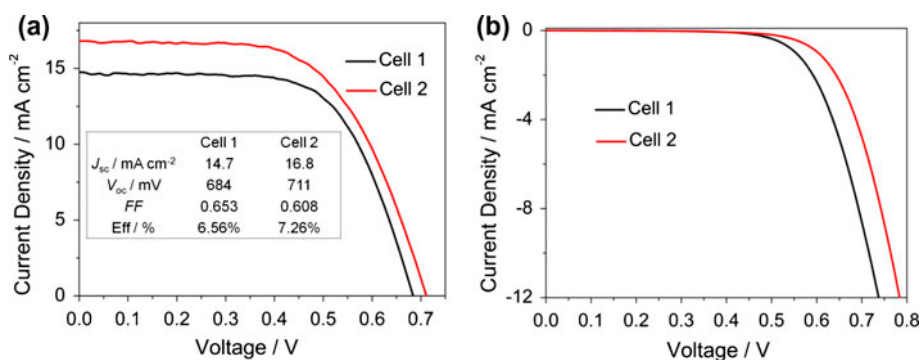 (a)
Current Density / mA cm-2
15
10
5
0
Cell 1
Cell 2
Cell 1 Cell 2
Jsc / mA cm-2 14.7 16.8
Voc / mV 684 711
FF 0.653 0.608
Eff / % 6.56% 7.26%
0.0 0.1 0.2 0.3 0.4 0.5 0.6 0.7
Voltage / V
(b)
Current Density / mA cm-2
0
-4
-8
-12
Cell 1
Cell 2
0.0 0.1 0.2 0.3 0.4 0.5 0.6 0.7 0.8
Voltage / V